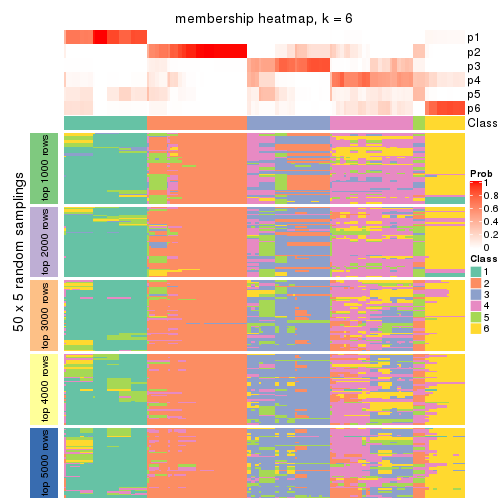 membership heatmap, k = 6
p1
p2
p3
p4
p5
p6
Class
50 x 5 random samplings
top 1000 rows
top 2000 rows
top 3000 rows
top 4000 rows
top 5000 rows
Prob
1
0.8
0.6
0.4
0.2
0
Class
1
2
3
4
5
6